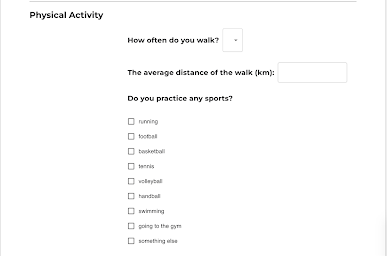 Physical Activity
How often do you walk?
The average distance of the walk (km):
Do you practice any sports?
running
football
basketball
tennis
volleyball
handball
swimming
going to the gym
something else